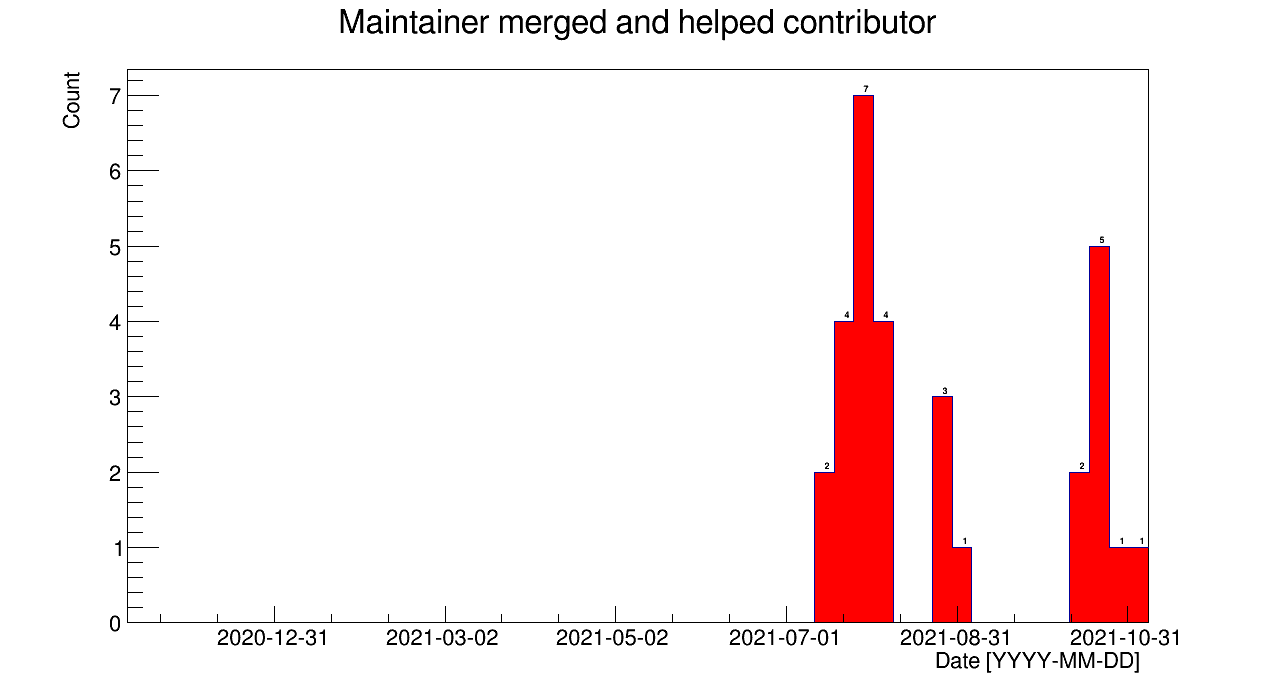 Maintainer merged and helped contributor
Count
7
6
5
4
3
2
1
0
2 4 7 4 3 1 2 5 1 1
2020-12-31 2021-03-02 2021-05-02 2021-07-01 2021-08-31 2021-10-31
Date [YYYY-MM-DD]